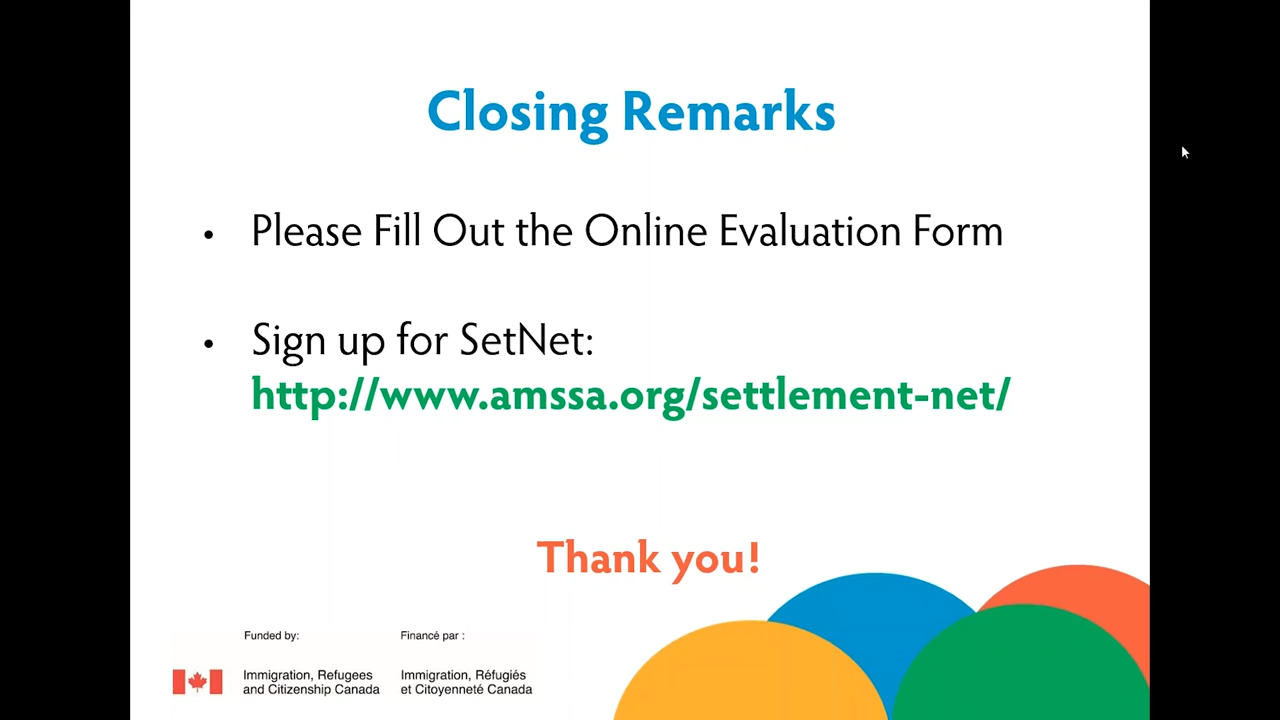 Closing Remarks
• Please Fill Out the Online Evaluation Form
• Sign up for SetNet:
http://www.amssa.org/settlement-net/
Thank you!
Funded by:
Financé par :
Immigration, Refugees
and Citizenship Canada
Immigration, Réfugiés
et Citoyenneté Canada